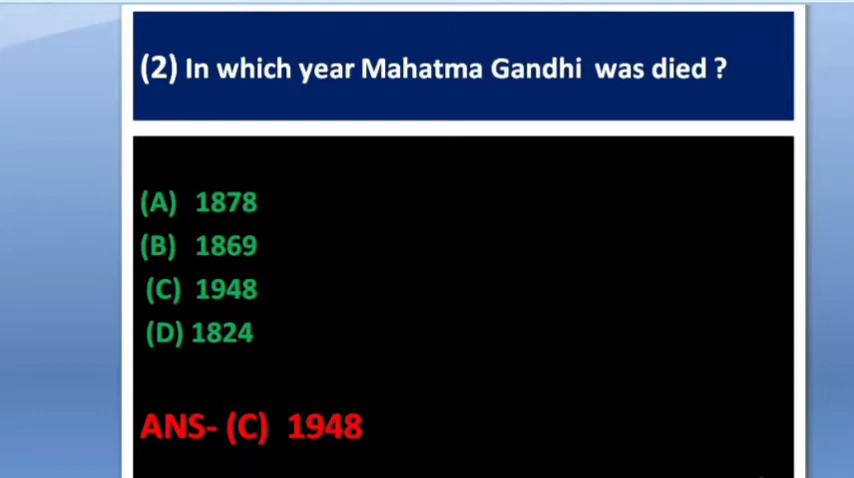 (2) In which year Mahatma Gandhi was died ?
(A) 1878
(B) 1869
(C) 1948
(D) 1824
ANS- (C) 1948